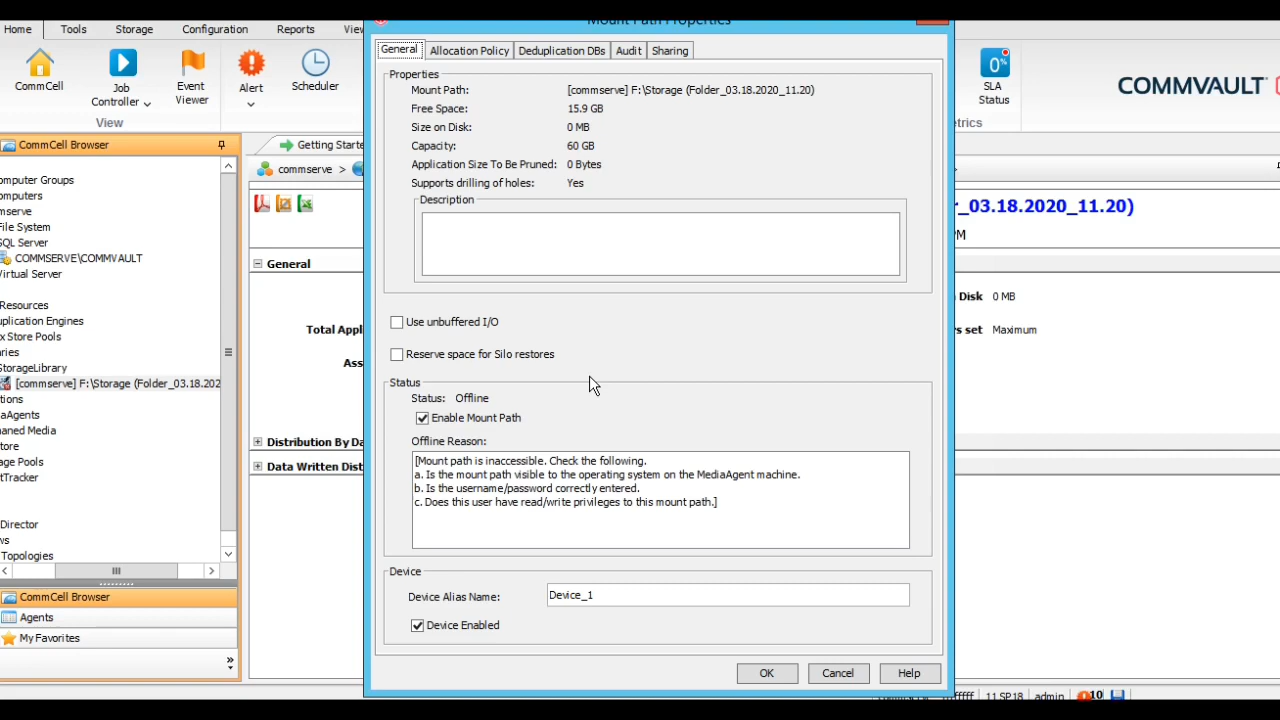 Mount Path Properties
Home Tools Storage Configuration Reports
CommCell
Job Controller
Event Viewer
Alert
Scheduler
View
0%
SLA Status
COMMVAULT
CommCell Browser
Getting Starte
commserve >
omputer Groups
omputers
mserve
File System
SQL Server
COMMSERVE\COMMVAULT
Virtual Server
Resources
uplication Engines
x Store Pools
ries
StorageLibrary
[commserve] F:\Storage (Folder_03.18.202
tions
iaAgents
naned Media
tore
age Pools
tTracker
Director
ws
Topologies
CommCell Browser
Agents
My Favorites
General
Total Appl
Ass
Distribution By Da
Data Written Dist
General Allocation Policy Deduplication DBs Audit Sharing
Properties
Mount Path: [commserve] F:\Storage (Folder_03.18.2020_11.20)
Free Space: 15.9 GB
Size on Disk: 0 MB
Capacity: 60 GB
Application Size To Be Pruned: 0 Bytes
Supports drilling of holes: Yes
Description
Use unbuffered I/O
Reserve space for Silo restores
Status
Status: Offline
Enable Mount Path
Offline Reason:
[Mount path is inaccessible. Check the following.
a. Is the mount path visible to the operating system on the MediaAgent machine.
b. Is the username/password correctly entered.
c. Does this user have read/write privileges to this mount path.]
Device
Device Alias Name: Device_1
Device Enabled
OK Cancel Help
r_03.18.2020_11.20)
PM
Disk 0 MB
rs set Maximum
11 SP18 admin 10